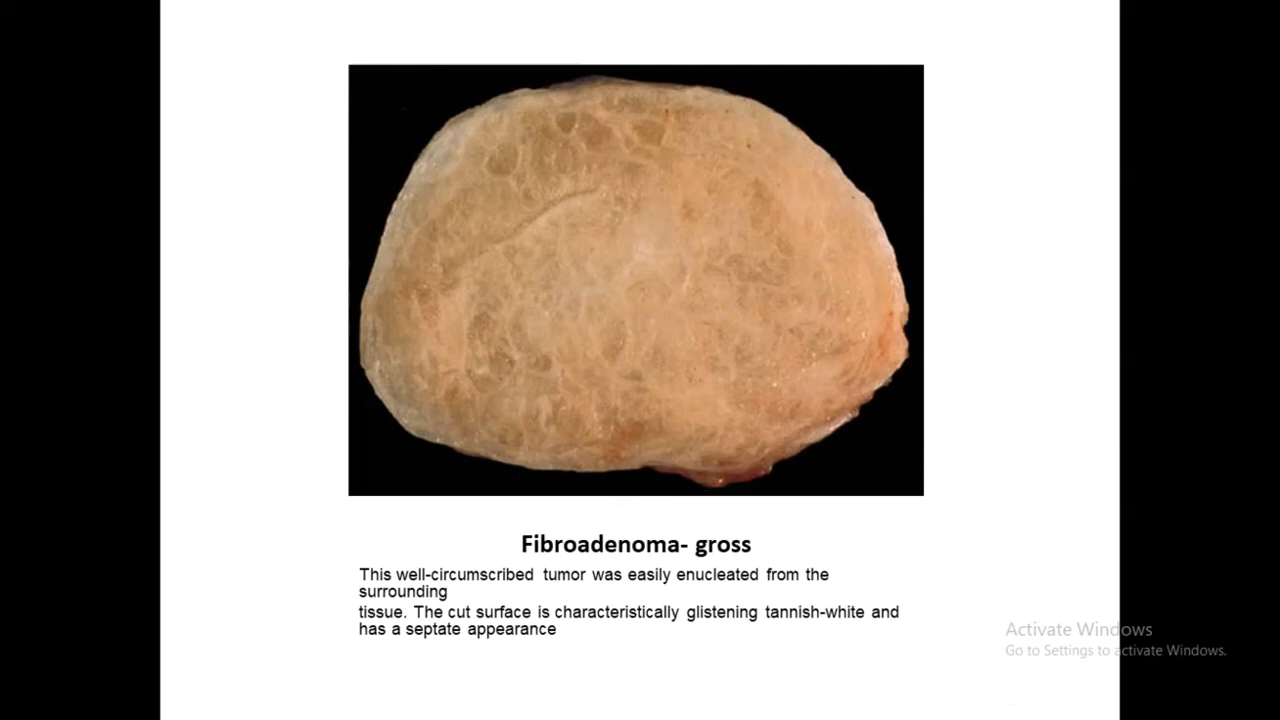 Fibroadenoma- gross
This well-circumscribed tumor was easily enucleated from the
surrounding
tissue. The cut surface is characteristically glistening tannish-white and
has a septate appearance
Activate Windows
Go to Settings to activate Windows.